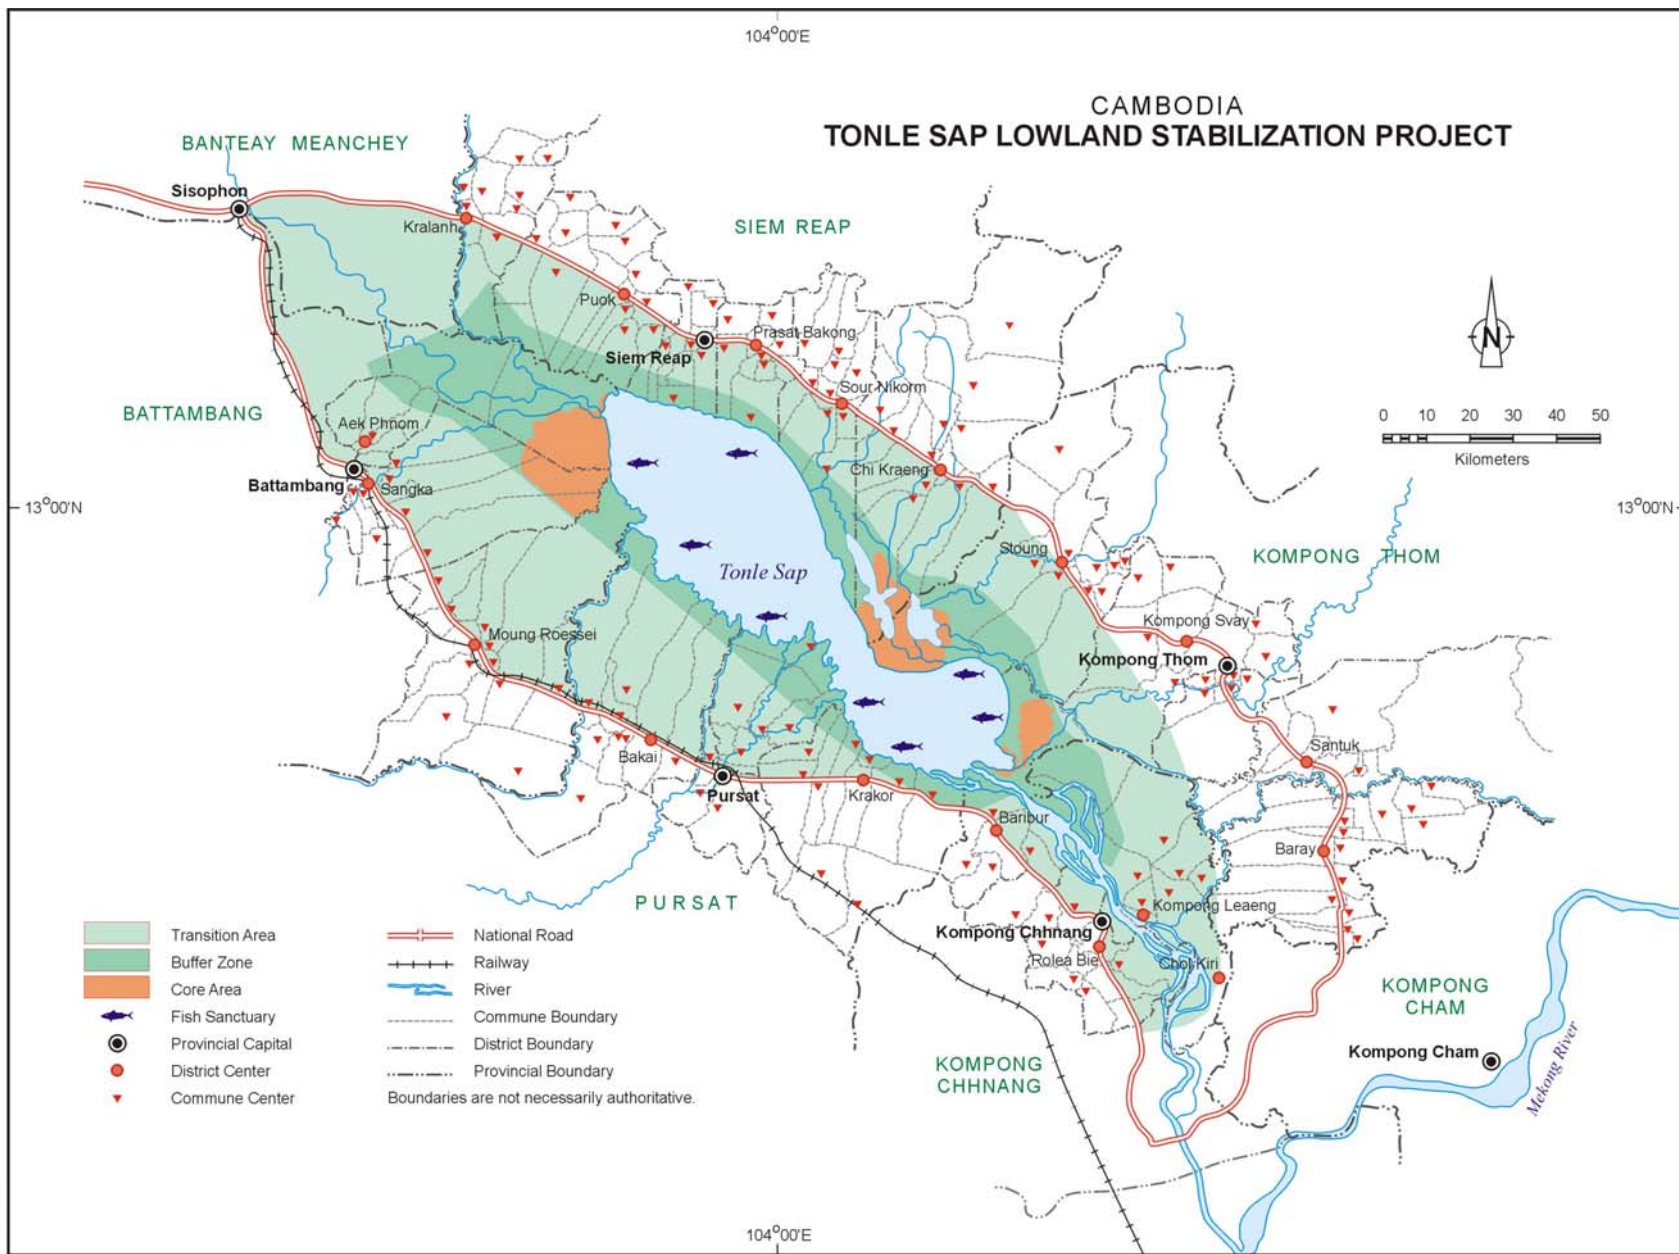 104°00'E
CAMBODIA
TONLE SAP LOWLAND STABILIZATION PROJECT
BANTEAY MEANCHEY
Sisophon
Kralanh
SIEM REAP
Puok
Prasat Bakong
Siem Reap
N
Sour Nikorm
BATTAMBANG
Aek Phnom
0 10 20 30 40 50
Kilometers
Chi Kraeng
Battambang
Sangka
13°00'N
13°00'N
Stoung
KOMPONG THOM
Tonle Sap
Kompong Svay
Moung Roessei
Kompong Thom
Santuk
Bakai
Pursat
Krakor
Baribur
Baray
PURSAT
Kompong Leaeng
Kompong Chhnang
Rolea Bie
Chol Kiri
KOMPONG
CHAM
Kompong Cham
Mekong River
KOMPONG
CHHNANG
Transition Area
Buffer Zone
Core Area
Fish Sanctuary
Provincial Capital
District Center
Commune Center
National Road
Railway
River
Commune Boundary
District Boundary
Provincial Boundary
Boundaries are not necessarily authoritative.
104°00'E